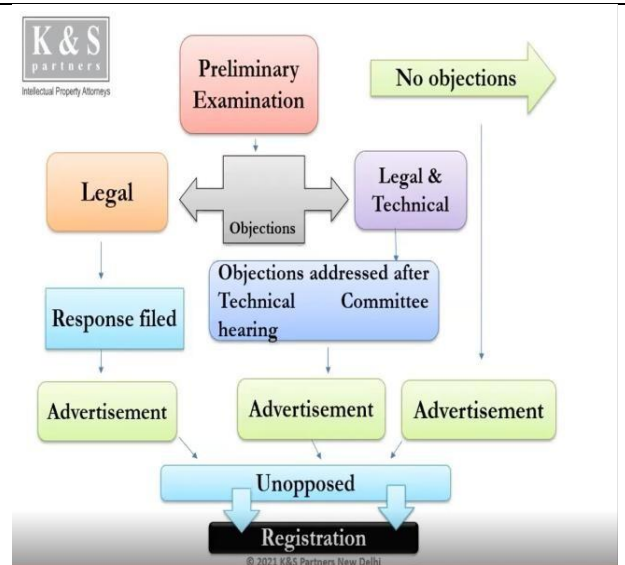 K & S
partners
Intellectual Property Attorneys
Preliminary
Examination
No objections
Legal
Objections
Legal &
Technical
Response filed
Objections addressed after
Technical Committee
hearing
Advertisement
Advertisement
Advertisement
Unopposed
Registration
© 2021 K&S Partners New Delhi